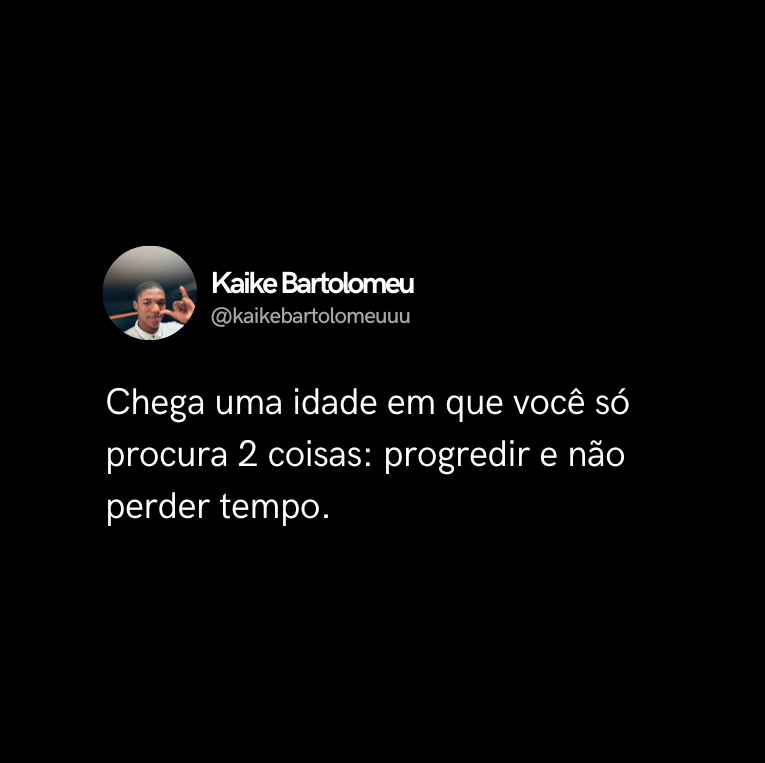 Kaike Bartolomeu
@kaikebartolomeuuu
Chega uma idade em que você só
procura 2 coisas: progredir e não
perder tempo.